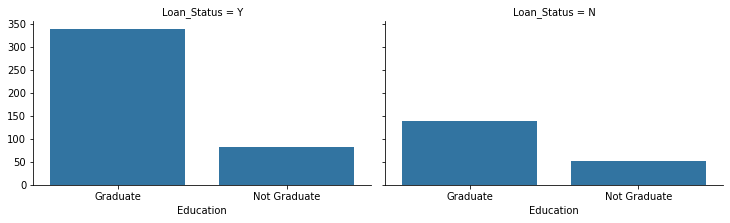 Loan_Status = Y
Loan_Status = N
350
300
250
200
150
100
50
0
Graduate
Not Graduate
Graduate
Not Graduate
Education
Education